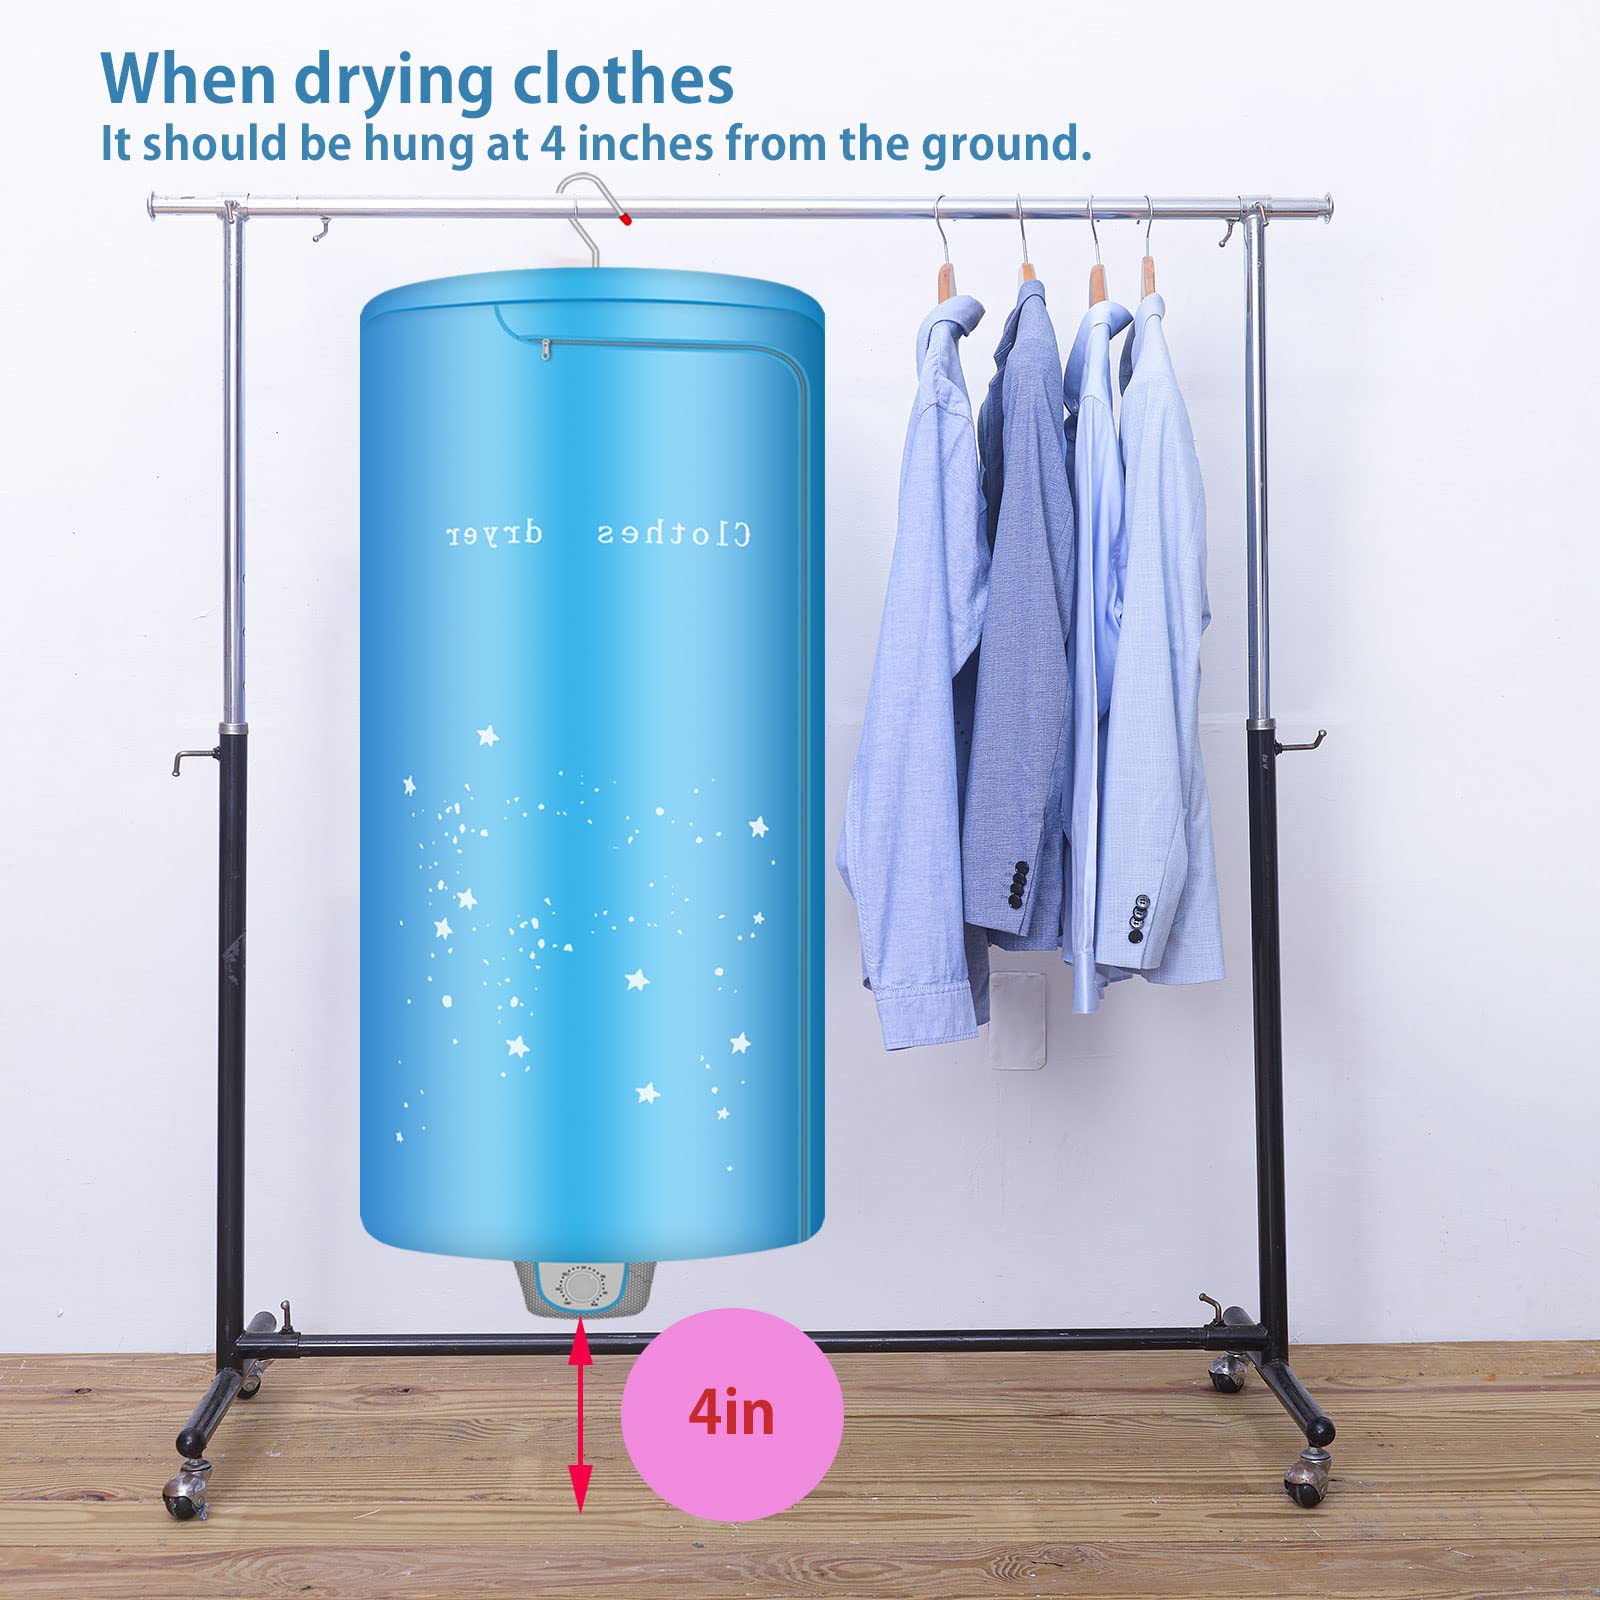 When drying clothes
It should be hung at 4 inches from the ground.
Clothes dryer
4in